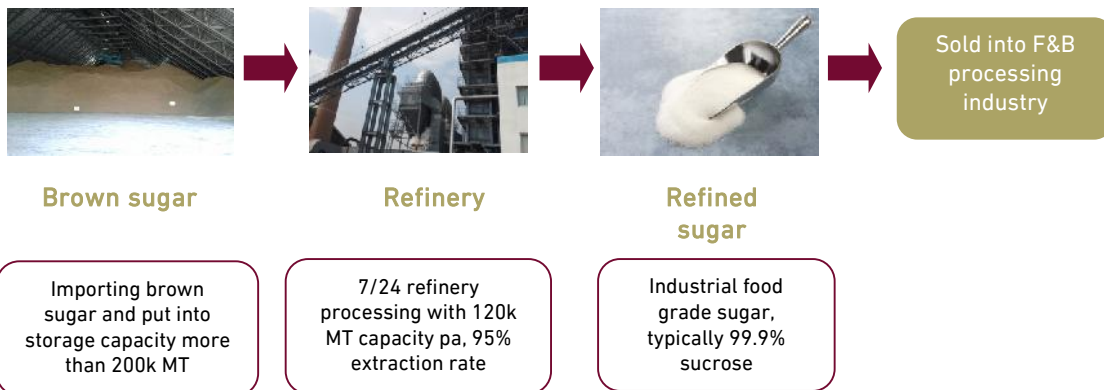 Sold into F&B
processing
industry
Brown sugar
Refinery
Refined
sugar
Importing brown
sugar and put into
storage capacity more
than 200k MT
7/24 refinery
processing with 120k
MT capacity pa, 95%
extraction rate
Industrial food
grade sugar,
typically 99.9%
sucrose